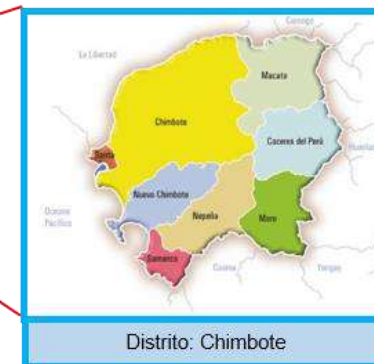 Corongo
La Libertad
Macate
Chimbote
Caceres del Perú
Santa
Huaylas
Nuevo Chimbote
Nepeña
Moro
Océano
Pacífico
Samanco
Casma
Yungay
Distrito: Chimbote